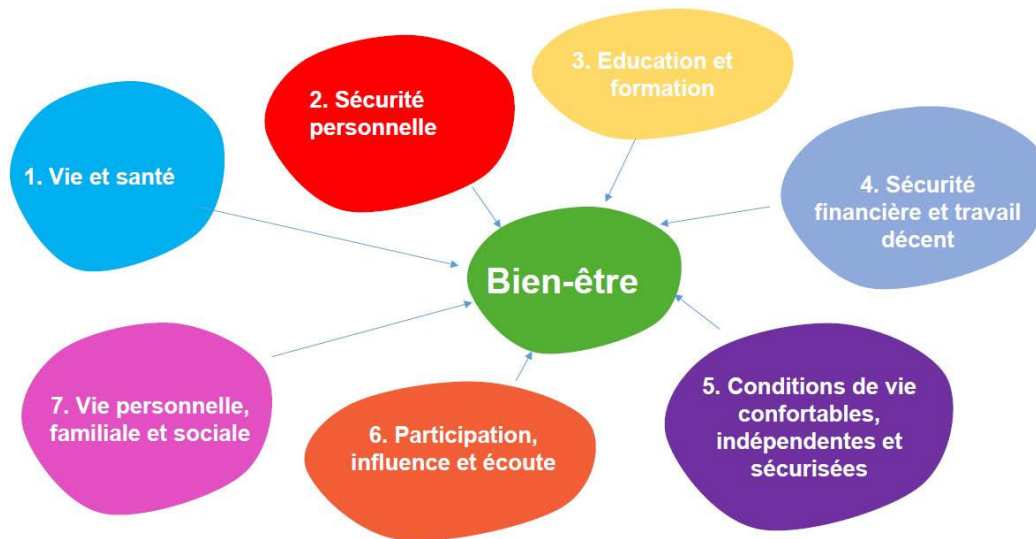 1. Vie et santé
2. Sécurité
personnelle
3. Education et
formation
4. Sécurité
financière et travail
décent
Bien-être
5. Conditions de vie
confortables,
indépendentes et
sécurisées
6. Participation,
influence et écoute
7. Vie personnelle,
familiale et sociale